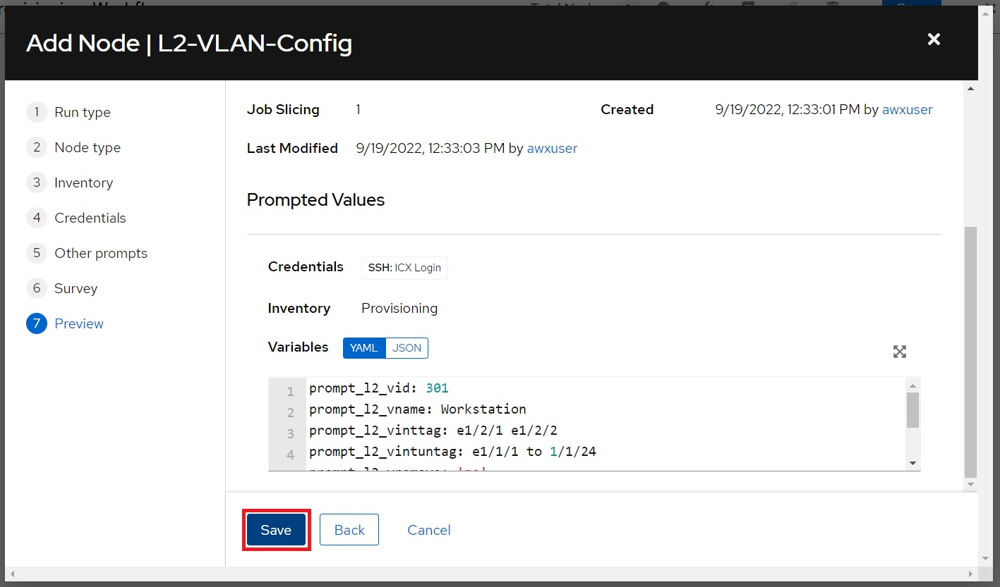 Add Node | L2-VLAN-Config
1 Run type
2 Node type
3 Inventory
4 Credentials
5 Other prompts
6 Survey
7 Preview
Job Slicing 1 Created 9/19/2022, 12:33:01 PM by awxuser
Last Modified 9/19/2022, 12:33:03 PM by awxuser
Prompted Values
Credentials SSH: ICX Login
Inventory Provisioning
Variables YAML JSON
1 prompt_l2_vid: 301
2 prompt_l2_vname: Workstation
3 prompt_l2_vinttag: e1/2/1 e1/2/2
4 prompt_l2_vintuntag: e1/1/1 to 1/1/24
Save Back Cancel